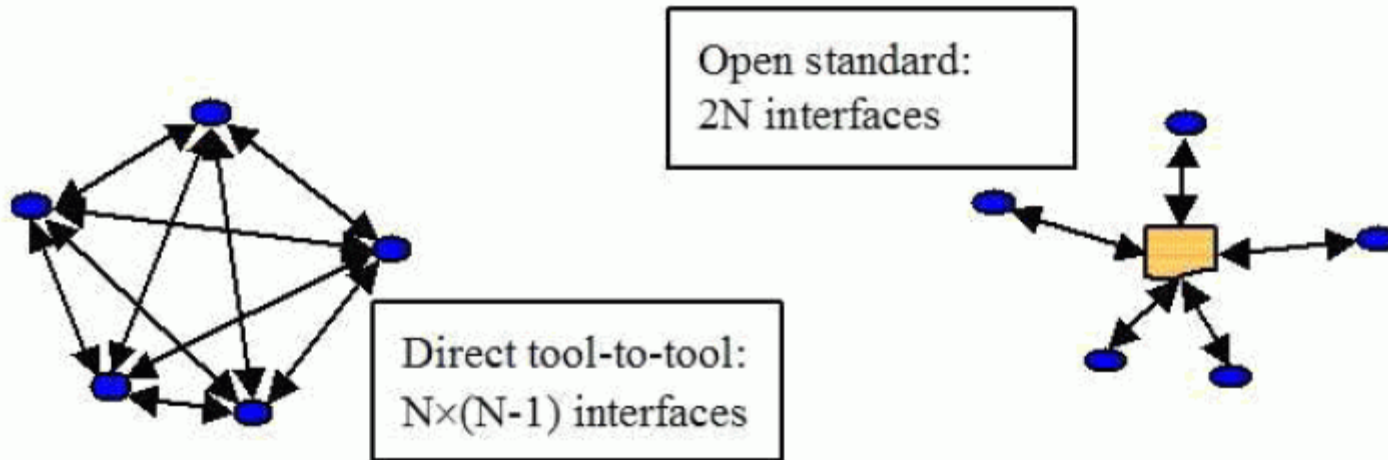 Open standard:
2N interfaces
Direct tool-to-tool:
N×(N-1) interfaces